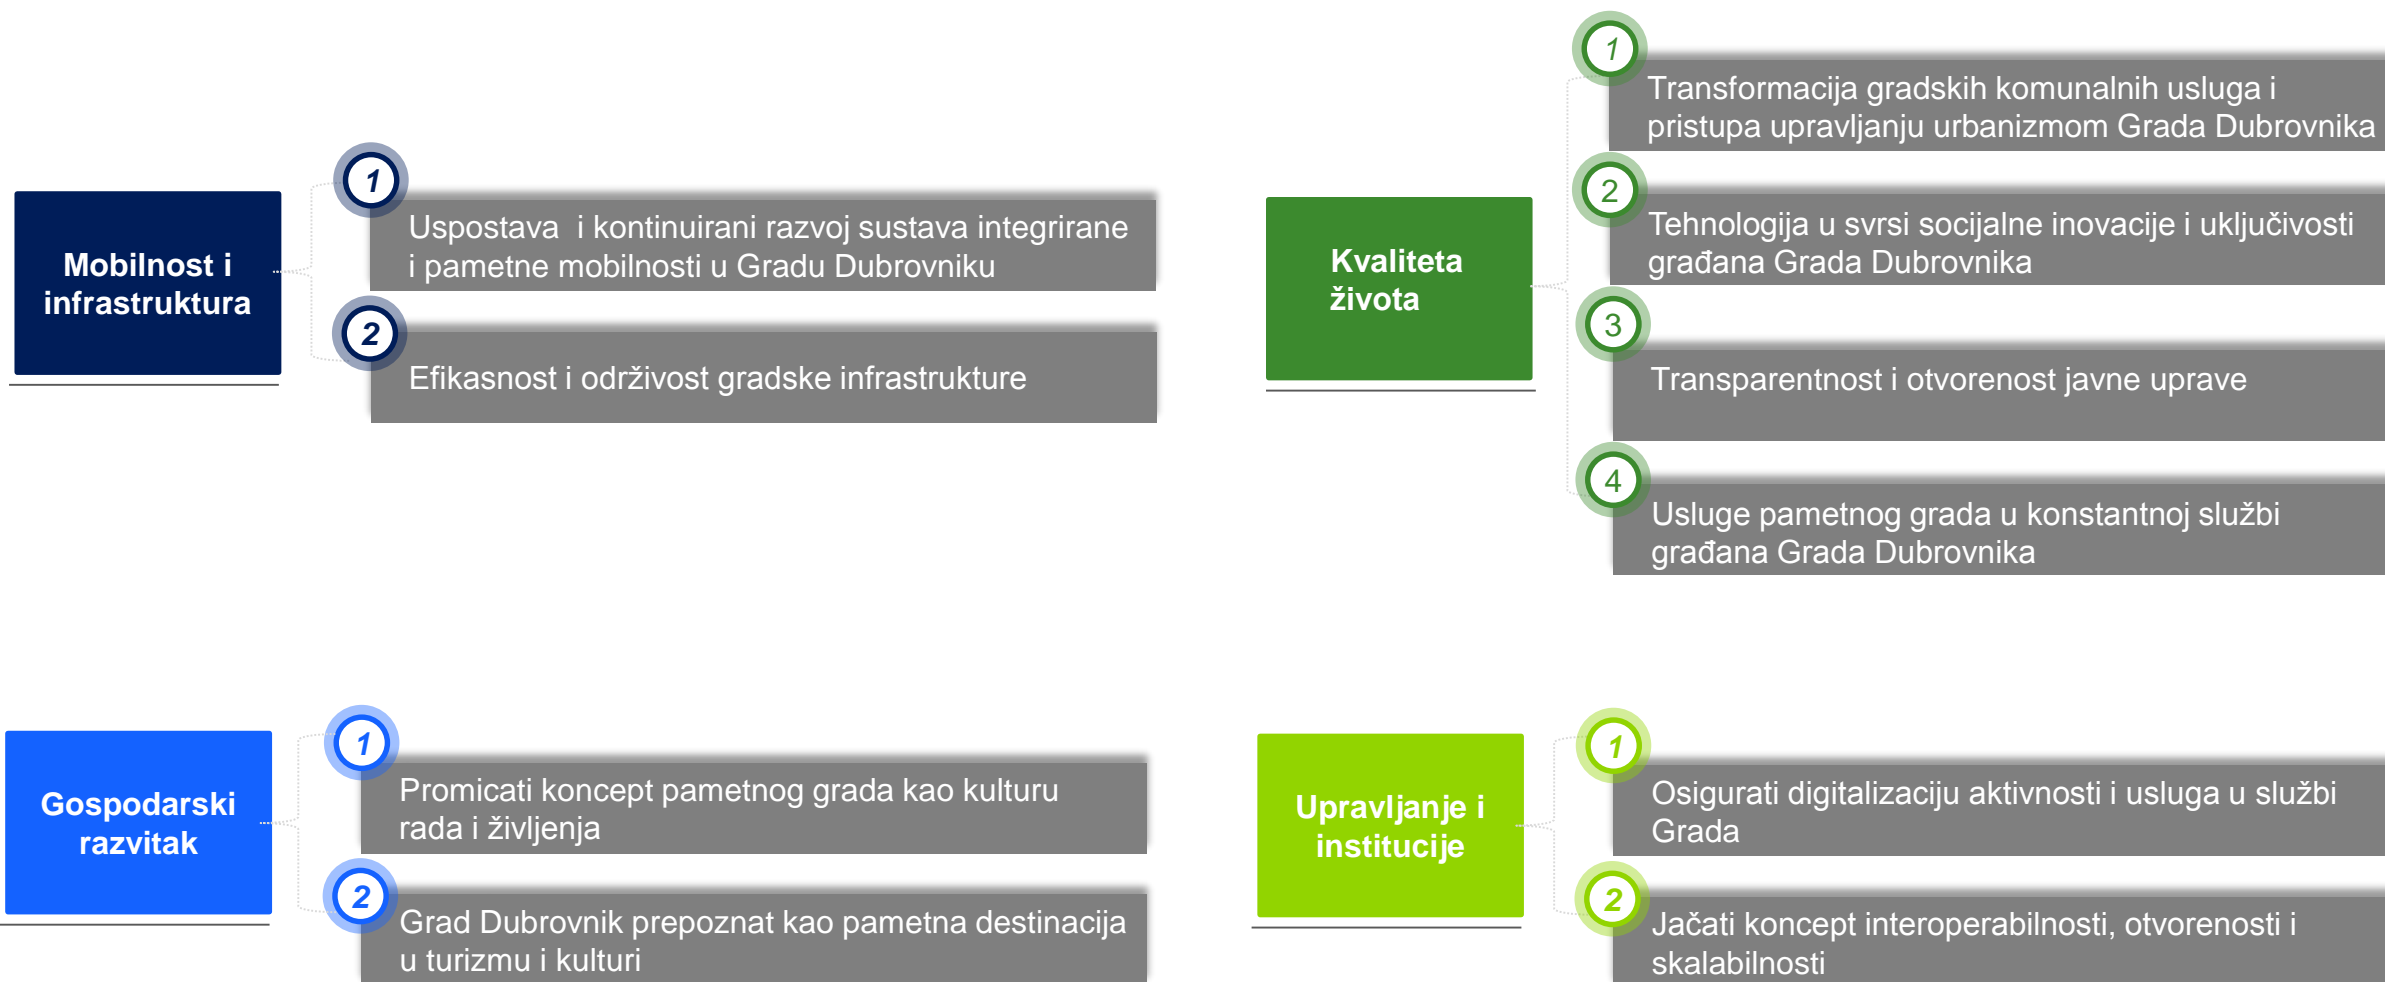 Mobilnost i
infrastruktura
1
Uspostava  i kontinuirani razvoj sustava integrirane
i pametne mobilnosti u Gradu Dubrovniku
2
Efikasnost i održivost gradske infrastrukture
Kvaliteta
života
1
Transformacija gradskih komunalnih usluga i
pristupa upravljanju urbanizmom Grada Dubrovnika
2
Tehnologija u svrsi socijalne inovacije i uključivosti
građana Grada Dubrovnika
3
Transparentnost i otvorenost javne uprave
4
Usluge pametnog grada u konstantnoj službi
građana Grada Dubrovnika
Gospodarski
razvitak
1
Promicati koncept pametnog grada kao kulturu
rada i življenja
2
Grad Dubrovnik prepoznat kao pametna destinacija
u turizmu i kulturi
Upravljanje i
institucije
1
Osigurati digitalizaciju aktivnosti i usluga u službi
Grada
2
Jačati koncept interoperabilnosti, otvorenosti i
skalabilnosti